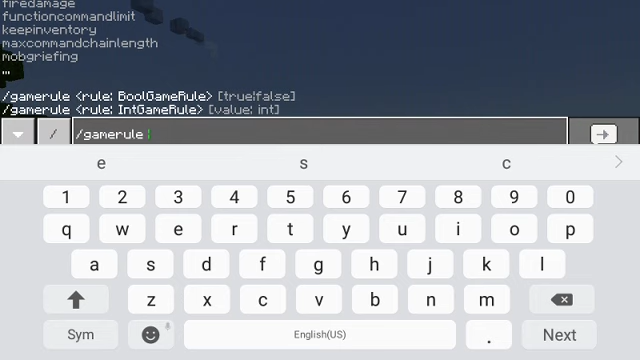 firedamage
functioncommandlimit
keepinventory
maxcommandchainlength
mobgriefing
...
/gamerule <rule: BoolGameRule> [true|false]
/gamerule <rule: IntGameRule> [value: int]
/ /gamerule
e s c
1 2 3 4 5 6 7 8 9 0
q w e r t y u i o p
a s d f g h j k l
z x c v b n m
Sym English(US) . Next